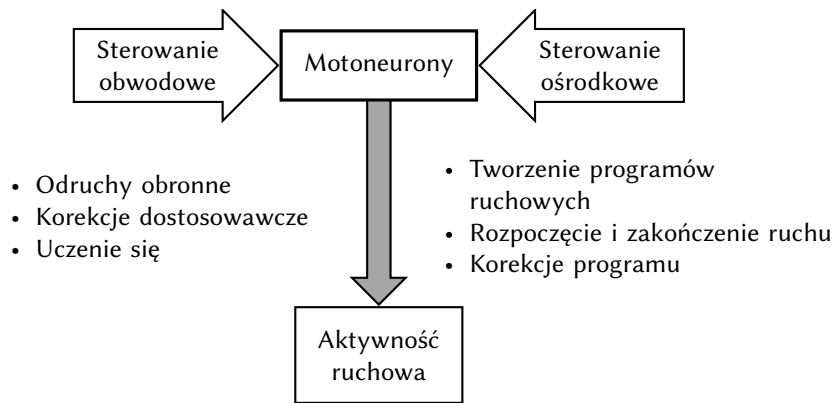 Sterowanie
obwodowe
Motoneurony
Sterowanie
ośrodkowe
• Odruchy obronne
• Korekcje dostosowawcze
• Uczenie się
• Tworzenie programów
ruchowych
• Rozpoczęcie i zakończenie ruchu
• Korekcje programu
Aktywność
ruchowa